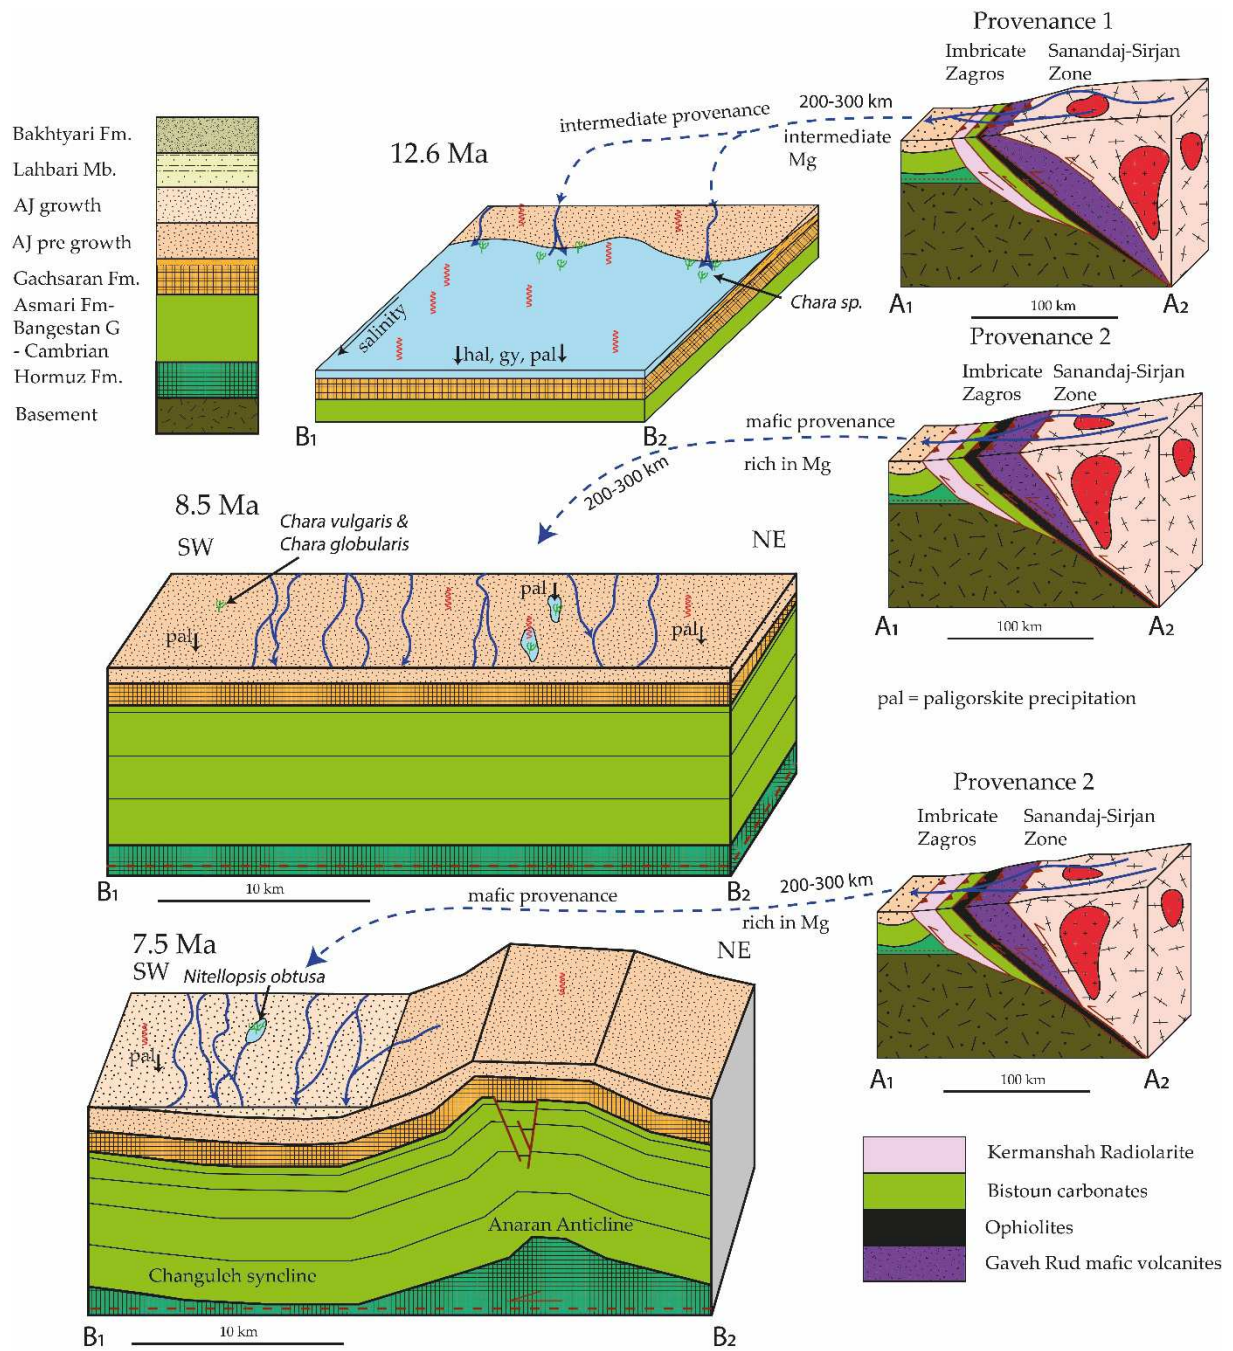 Provenance 1
Imbricate
Zagros
Sanandaj-Sirjan
Zone
200-300 km
intermediate provenance
intermediate
Mg
12.6 Ma
Bakhtyari Fm.
Lahbari Mb.
AJ growth
AJ pre growth
Gachsaran Fm.
Asmari Fm-
Bangestan G
- Cambrian
Hormuz Fm.
Basement
Chara sp.
salinity
hal, gy, pal
B1
B2
A1
100 km
A2
Provenance 2
Imbricate
Zagros
Sanandaj-Sirjan
Zone
mafic provenance
rich in Mg
200-300 km
8.5 Ma
SW
Chara vulgaris &
Chara globularis
NE
pal
pal
pal
A1
100 km
A2
pal = paligorskite precipitation
B1
10 km
B2
Provenance 2
Imbricate
Zagros
Sanandaj-Sirjan
Zone
mafic provenance
200-300 km
rich in Mg
7.5 Ma
SW
Nitellopsis obtusa
NE
pal
A1
100 km
A2
Anaran Anticline
Changuleh syncline
B1
10 km
B2
Kermanshah Radiolarite
Bistoun carbonates
Ophiolites
Gaveh Rud mafic volcanites